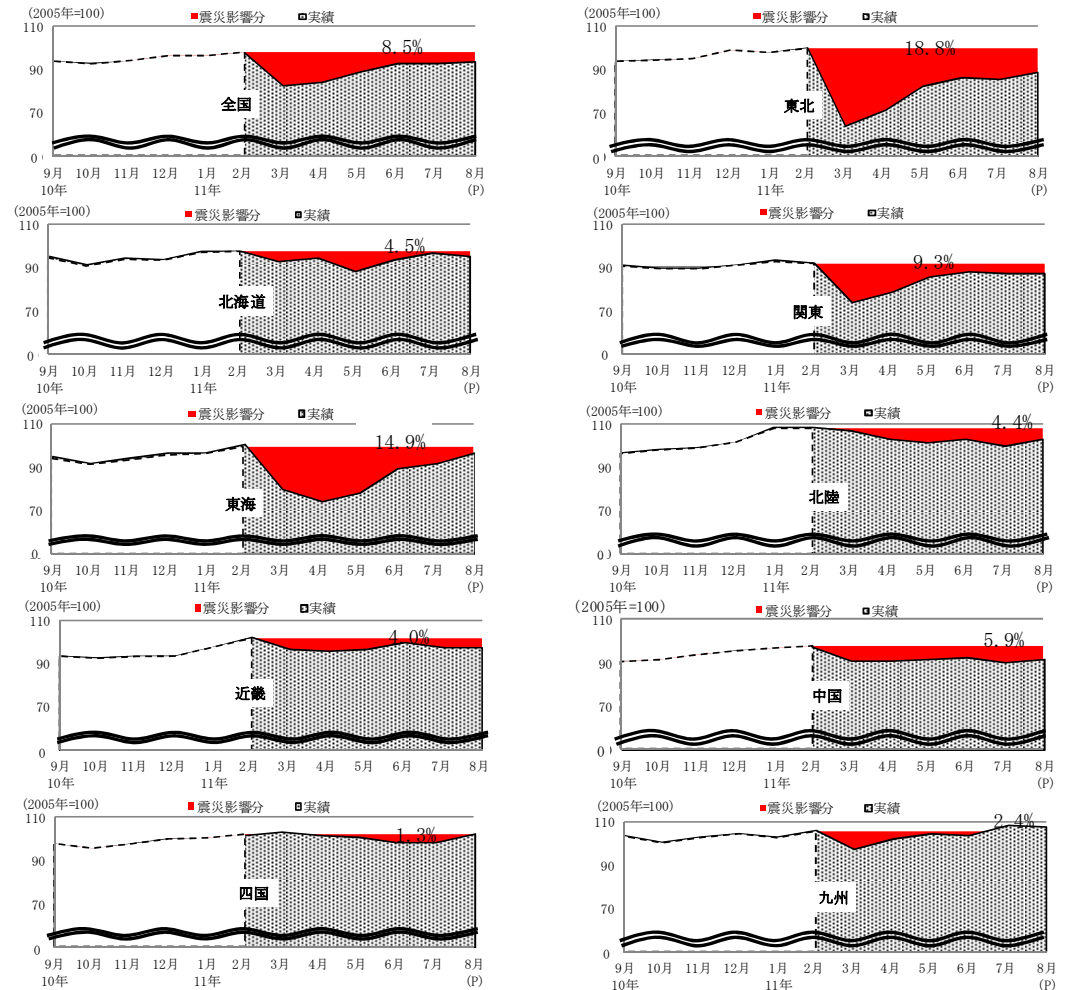 (2005年=100)
■震災影響分 実績
110
90
70
0
8.5%
全国
9月 10月 11月 12月 1月 2月 3月 4月 5月 6月 7月 8月
10年 11年 (P)
(2005年=100)
■震災影響分 実績
110
90
70
0
18.8%
東北
9月 10月 11月 12月 1月 2月 3月 4月 5月 6月 7月 8月
10年 11年 (P)
(2005年=100)
■震災影響分 実績
110
90
70
0
4.5%
北海道
9月 10月 11月 12月 1月 2月 3月 4月 5月 6月 7月 8月
10年 11年 (P)
(2005年=100)
■震災影響分 実績
110
90
70
0
9.3%
関東
9月 10月 11月 12月 1月 2月 3月 4月 5月 6月 7月 8月
10年 11年 (P)
(2005年=100)
■震災影響分 実績
110
90
70
0
14.9%
東海
9月 10月 11月 12月 1月 2月 3月 4月 5月 6月 7月 8月
10年 11年 (P)
(2005年=100)
■震災影響分 実績
110
90
70
0
4.4%
北陸
9月 10月 11月 12月 1月 2月 3月 4月 5月 6月 7月 8月
10年 11年 (P)
(2005年=100)
■震災影響分 実績
110
90
70
0
4.0%
近畿
9月 10月 11月 12月 1月 2月 3月 4月 5月 6月 7月 8月
10年 11年 (P)
(2005年=100)
■震災影響分 実績
110
90
70
0
5.9%
中国
9月 10月 11月 12月 1月 2月 3月 4月 5月 6月 7月 8月
10年 11年 (P)
(2005年=100)
■震災影響分 実績
110
90
70
0
1.3%
四国
9月 10月 11月 12月 1月 2月 3月 4月 5月 6月 7月 8月
10年 11年 (P)
(2005年=100)
■震災影響分 実績
110
90
70
0
2.4%
九州
9月 10月 11月 12月 1月 2月 3月 4月 5月 6月 7月 8月
10年 11年 (P)